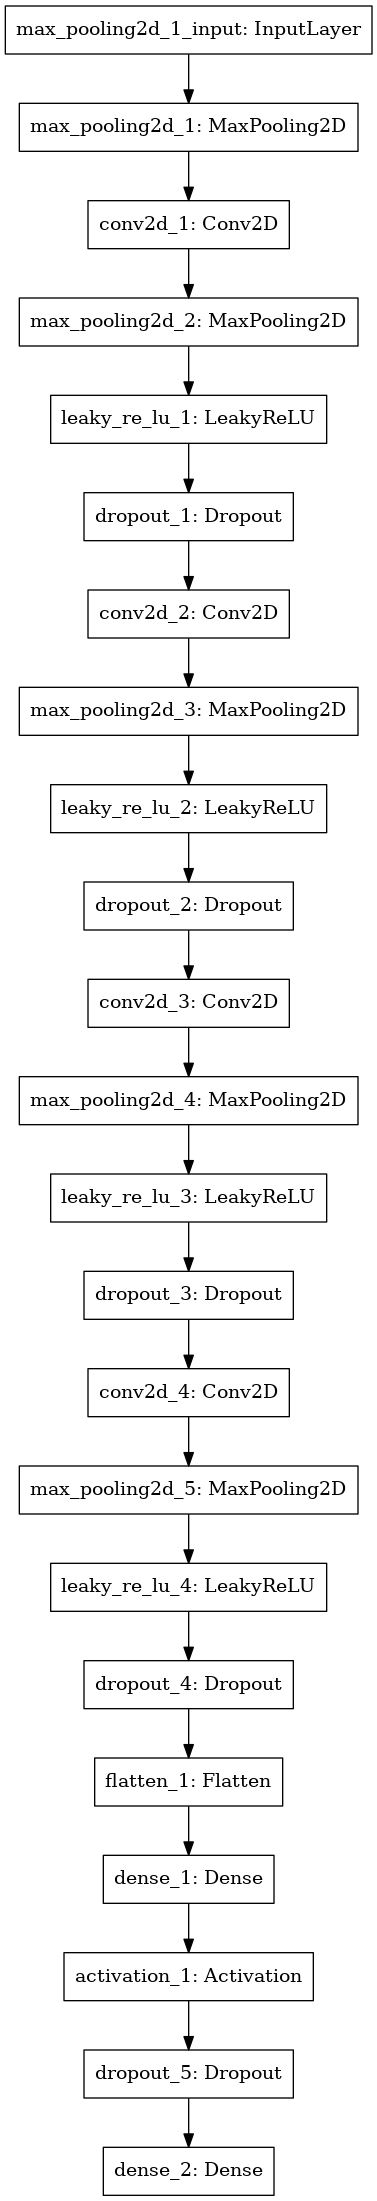 max_pooling2d_1_input: InputLayer
max_pooling2d_1: MaxPooling2D
conv2d_1: Conv2D
max_pooling2d_2: MaxPooling2D
leaky_re_lu_1: LeakyReLU
dropout_1: Dropout
conv2d_2: Conv2D
max_pooling2d_3: MaxPooling2D
leaky_re_lu_2: LeakyReLU
dropout_2: Dropout
conv2d_3: Conv2D
max_pooling2d_4: MaxPooling2D
leaky_re_lu_3: LeakyReLU
dropout_3: Dropout
conv2d_4: Conv2D
max_pooling2d_5: MaxPooling2D
leaky_re_lu_4: LeakyReLU
dropout_4: Dropout
flatten_1: Flatten
dense_1: Dense
activation_1: Activation
dropout_5: Dropout
dense_2: Dense